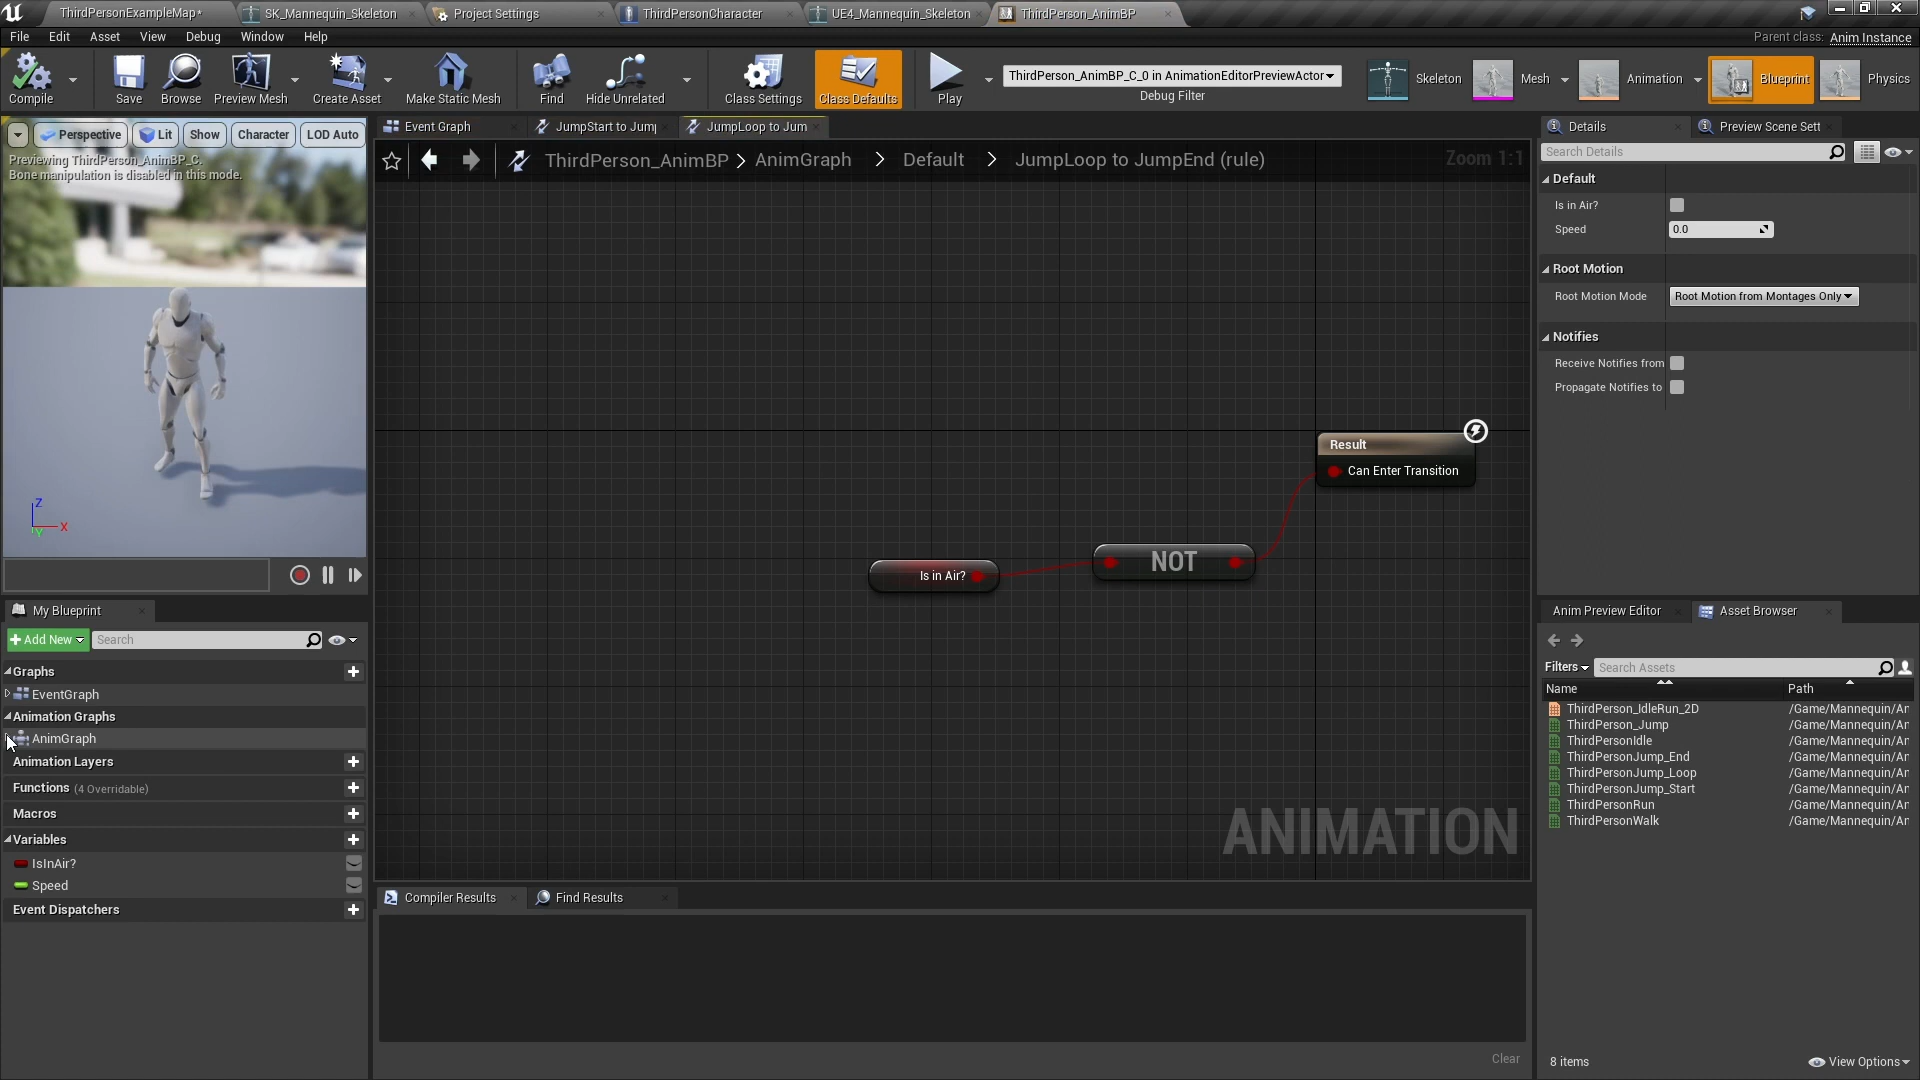 ThirdPersonExampleMap*
SK_Mannequin_Skeleton
Project Settings
ThirdPersonCharacter
UE4_Mannequin_Skeleton
ThirdPerson_AnimBP
File Edit Asset View Debug Window Help
Parent class: Anim Instance
Compile
Save
Browse
Preview Mesh
Create Asset
Make Static Mesh
Find
Hide Unrelated
Class Settings
Class Defaults
Play
ThirdPerson_AnimBP_C_0 in AnimationEditorPreviewActor
Debug Filter
Skeleton
Mesh
Animation
Blueprint
Physics
Perspective
Lit
Show
Character
LOD Auto
Previewing ThirdPerson_AnimBP_C.
Bone manipulation is disabled in this mode.
Z
X
Y
Event Graph
JumpStart to Jump
JumpLoop to Jum
ThirdPerson_AnimBP > AnimGraph > Default > JumpLoop to JumpEnd (rule)
Zoom 1:1
Result
Can Enter Transition
NOT
Is in Air?
ANIMATION
My Blueprint
Add New
Search
Graphs
EventGraph
Animation Graphs
AnimGraph
Animation Layers
Functions (4 Overridable)
Macros
Variables
IsInAir?
Speed
Event Dispatchers
Compiler Results
Find Results
Clear
Details
Preview Scene Sett
Search Details
Default
Is in Air?
Speed 0.0
Root Motion
Root Motion Mode Root Motion from Montages Only
Notifies
Receive Notifies from
Propagate Notifies to
Anim Preview Editor
Asset Browser
Filters
Search Assets
Name Path
ThirdPerson_IdleRun_2D /Game/Mannequin/An
ThirdPerson_Jump /Game/Mannequin/An
ThirdPersonIdle /Game/Mannequin/An
ThirdPersonJump_End /Game/Mannequin/An
ThirdPersonJump_Loop /Game/Mannequin/An
ThirdPersonJump_Start /Game/Mannequin/An
ThirdPersonRun /Game/Mannequin/An
ThirdPersonWalk /Game/Mannequin/An
8 items
View Options